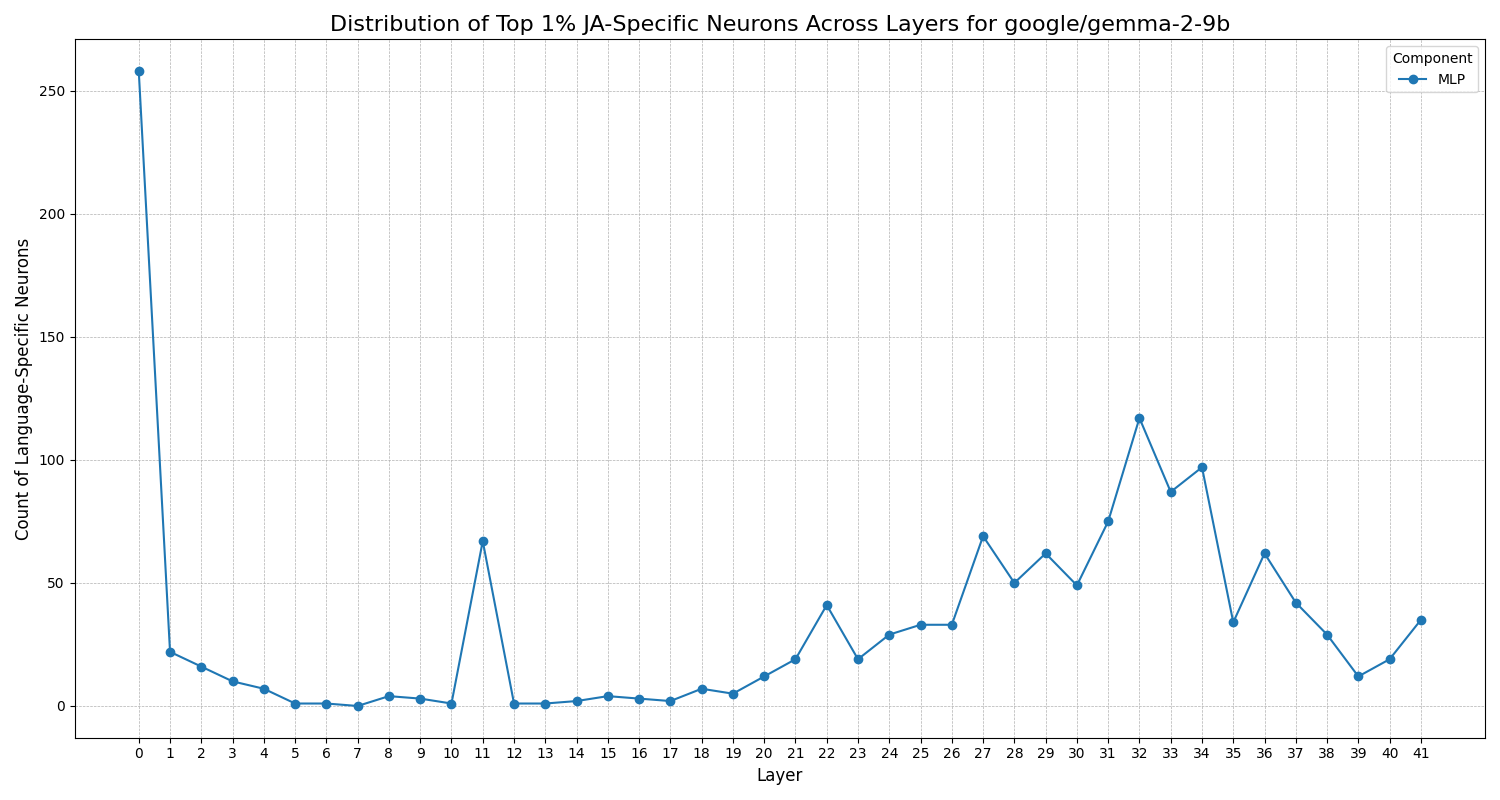 Distribution of Top 1% JA-Specific Neurons Across Layers for google/gemma-2-9b
Component
MLP
Count of Language-Specific Neurons
250
200
150
100
50
0
0 1 2 3 4 5 6 7 8 9 10 11 12 13 14 15 16 17 18 19 20 21 22 23 24 25 26 27 28 29 30 31 32 33 34 35 36 37 38 39 40 41
Layer